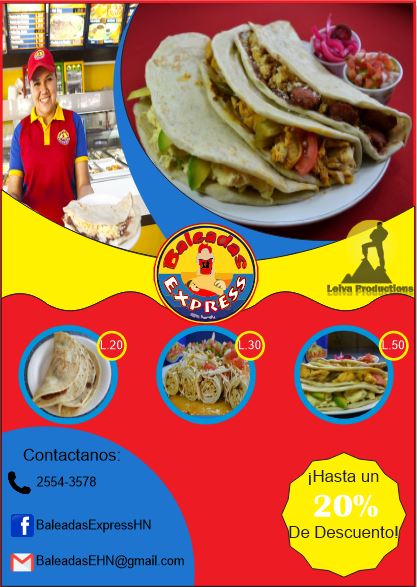 Baleadas
EXPRESS
Leiva Productions
L.20
L.30
L.50
Contactanos:
2554-3578
BaleadasExpressHN
BaleadasEHN@gmail.com
¡Hasta un
20%
De Descuento!